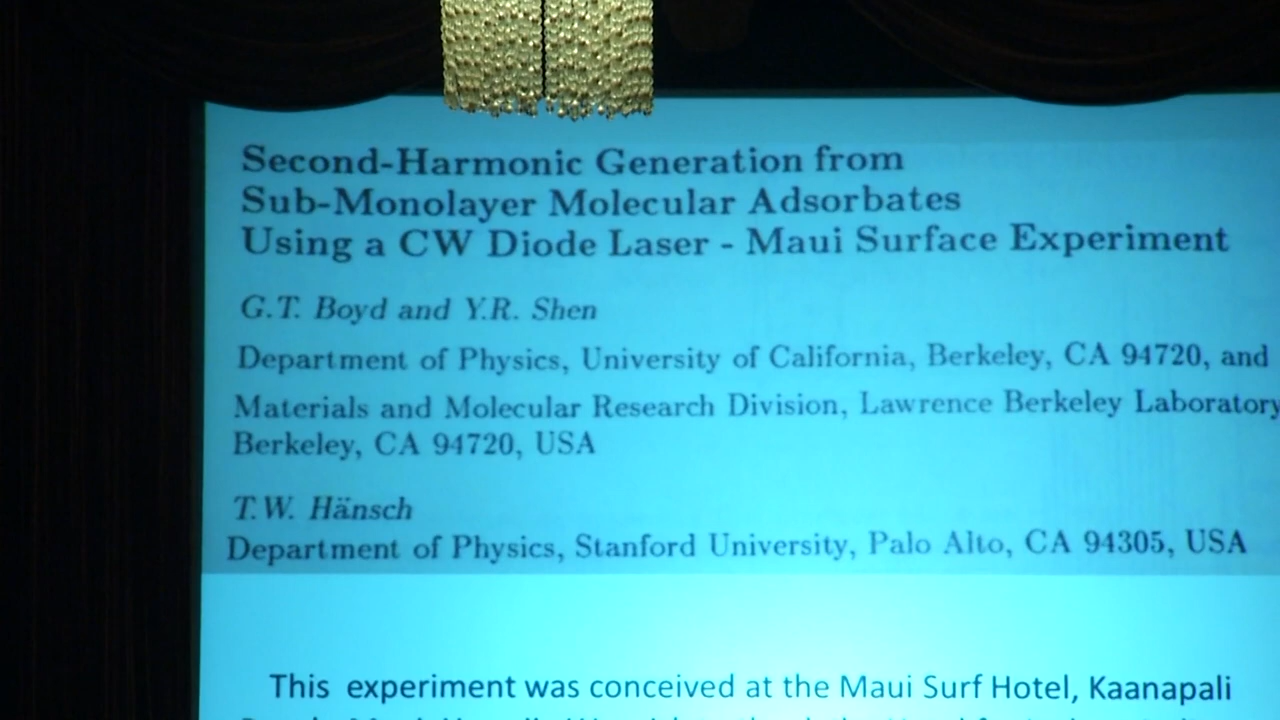 Second-Harmonic Generation from
Sub-Monolayer Molecular Adsorbates
Using a CW Diode Laser - Maui Surface Experiment
G.T. Boyd and Y.R. Shen
Department of Physics, University of California, Berkeley, CA 94720, and
Materials and Molecular Research Division, Lawrence Berkeley Laboratory
Berkeley, CA 94720, USA
T.W. Hänsch
Department of Physics, Stanford University, Palo Alto, CA 94305, USA
This experiment was conceived at the Maui Surf Hotel, Kaanapali